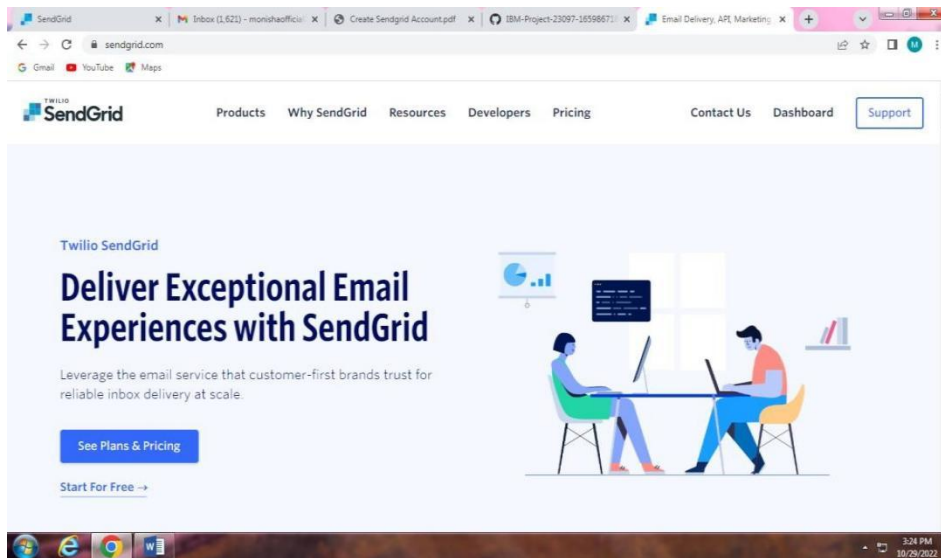 SendGrid
Inbox (1,621) - monishaofficial
Create Sendgrid Account.pdf
IBM-Project-23097-16598671
Email Delivery, API, Marketing
sendgrid.com
Gmail
YouTube
Maps
TWILIO
SendGrid
Products
Why SendGrid
Resources
Developers
Pricing
Contact Us
Dashboard
Support
Twilio SendGrid
Deliver Exceptional Email
Experiences with SendGrid
Leverage the email service that customer-first brands trust for
reliable inbox delivery at scale.
See Plans & Pricing
Start For Free →
3:24 PM
10/29/2022